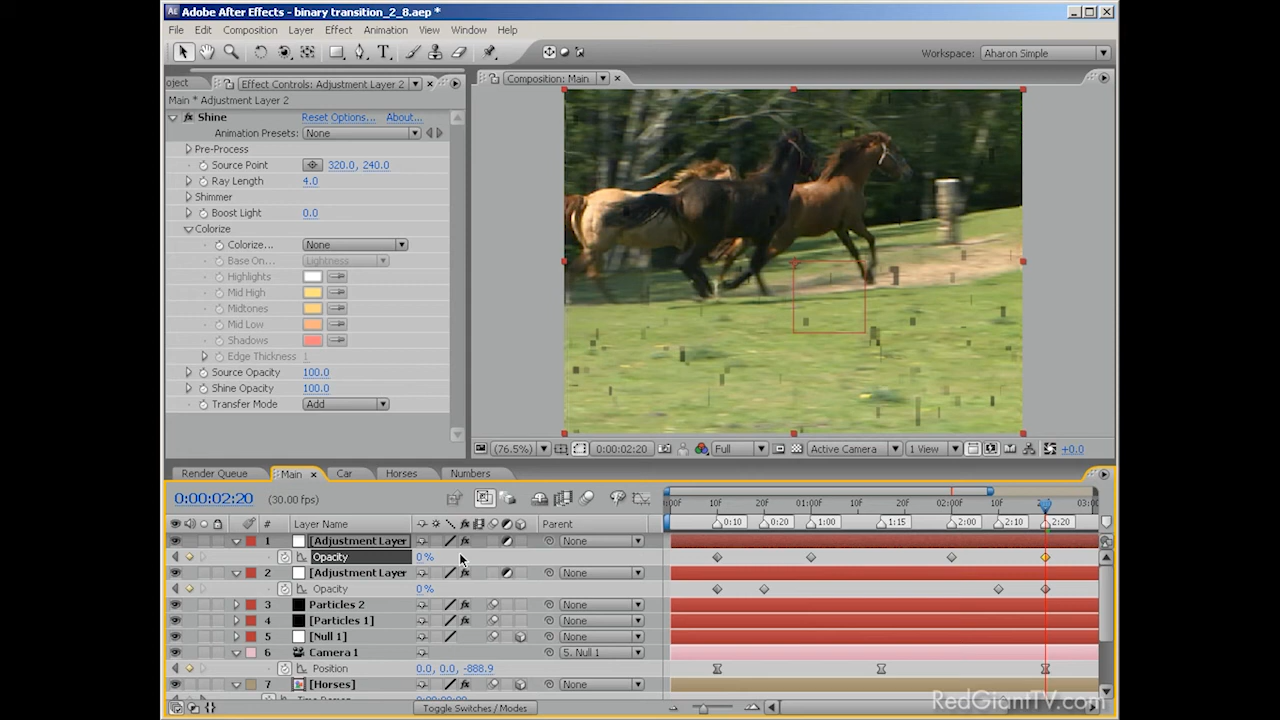 Adobe After Effects - binary transition_2_8.aep *
File Edit Composition Layer Effect Animation View Window Help
Workspace: Aharon Simple
oject Effect Controls: Adjustment Layer 2
Composition: Main
Main * Adjustment Layer 2
Shine Reset Options... About...
Animation Presets: None
Pre-Process
Source Point 320.0, 240.0
Ray Length 4.0
Shimmer
Boost Light 0.0
Colorize
Colorize... None
Base On... Lightness
Highlights
Mid High
Midtones
Mid Low
Shadows
Edge Thickness 1
Source Opacity 100.0
Shine Opacity 100.0
Transfer Mode Add
(76.5%) 0:00:02:20 Full Active Camera 1 View +0.0
Render Queue Main Car Horses Numbers
0:00:02:20 (30.00 fps)
:00F 10F 20F 01:00F 10F 20F 02:00F 10F 03:00
# Layer Name Parent
0:10 0:20 1:00 1:15 2:00 2:10 2:20
1 [Adjustment Layer None
Opacity 0 %
2 [Adjustment Layer None
Opacity 0 %
3 Particles 2 None
4 [Particles 1] None
5 [Null 1] None
6 Camera 1 5. Null 1
Position 0.0, 0.0, -888.9
7 [Horses] None
Toggle Switches / Modes
RedGiantTV.com